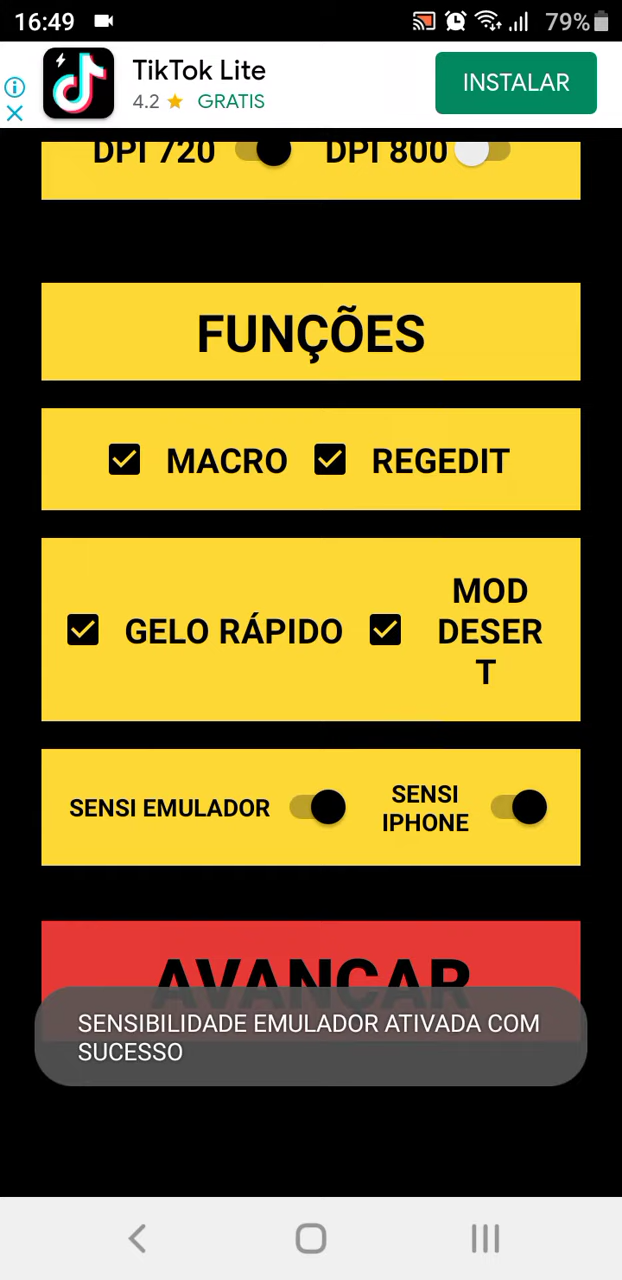 16:49 79%
TikTok Lite
4.2 GRATIS
INSTALAR
DPI 720 DPI 800
FUNÇÕES
MACRO REGEDIT
GELO RÁPIDO
MOD
DESER
T
SENSI EMULADOR
SENSI
IPHONE
AVANÇAR
SENSIBILIDADE EMULADOR ATIVADA COM
SUCESSO